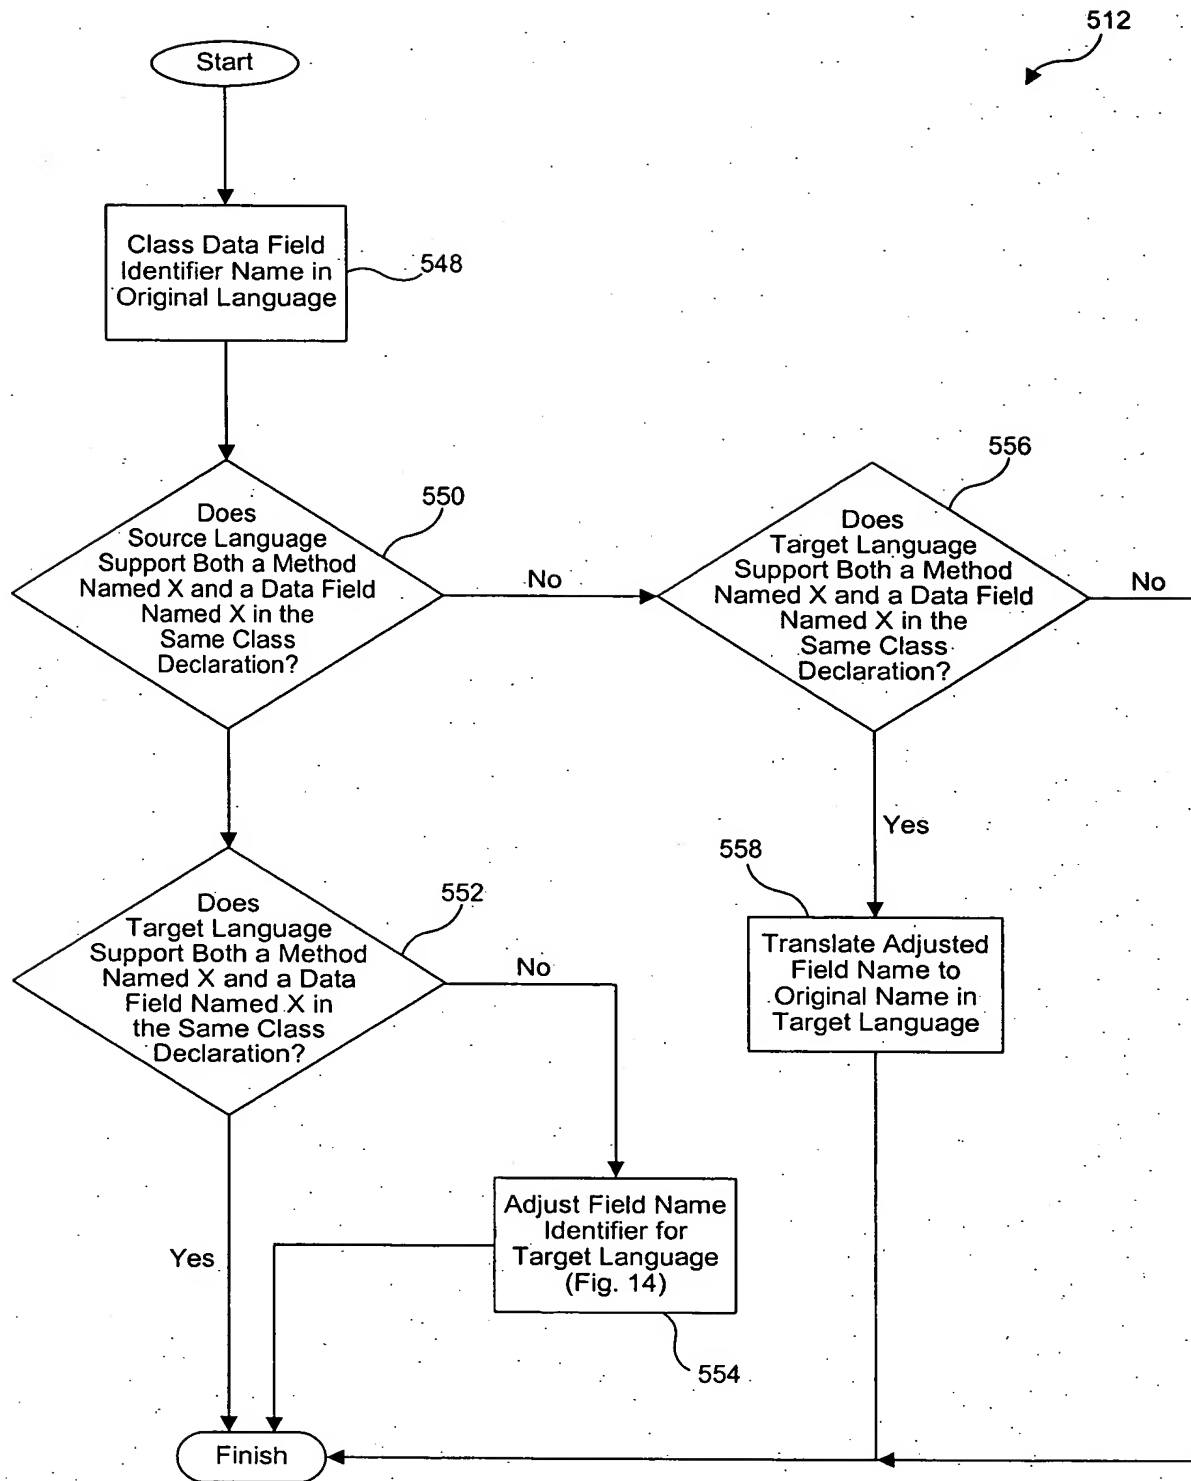 512
Start
Class Data Field
Identifier Name in
Original Language
548
Does
Source Language
Support Both a Method
Named X and a Data Field
Named X in the
Same Class
Declaration?
550
No
Does
Target Language
Support Both a Method
Named X and a Data Field
Named X in the
Same Class
Declaration?
556
No
Yes
Does
Target Language
Support Both a Method
Named X and a Data
Field Named X in
the Same Class
Declaration?
552
No
558
Translate Adjusted
Field Name to
Original Name in
Target Language
Yes
Adjust Field Name
Identifier for
Target Language
(Fig. 14)
554
Finish